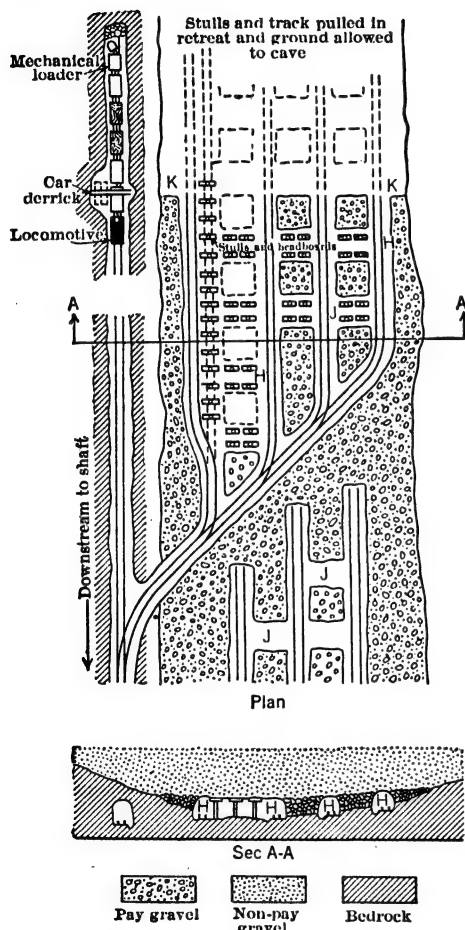 Stulls and track pulled in
retreat and ground allowed
to cave
Mechanical
loader
K
K
Car
derrick
Locomotive
H
Stulls and headboards
J
A
A
I
Downstream to shaft
J
J
Plan
H
H
H
H
Sec A-A
Pay gravel
Non-pay
gravel
Bedrock